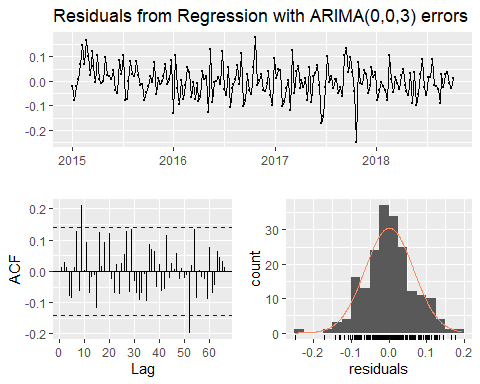 Residuals from Regression with ARIMA(0,0,3) errors
0.1
0.0
-0.1
-0.2
2015 2016 2017 2018
0.2
0.1
0.0
-0.1
-0.2
ACF
0 10 20 30 40 50 60
Lag
30
20
10
0
count
-0.2 -0.1 0.0 0.1 0.2
residuals